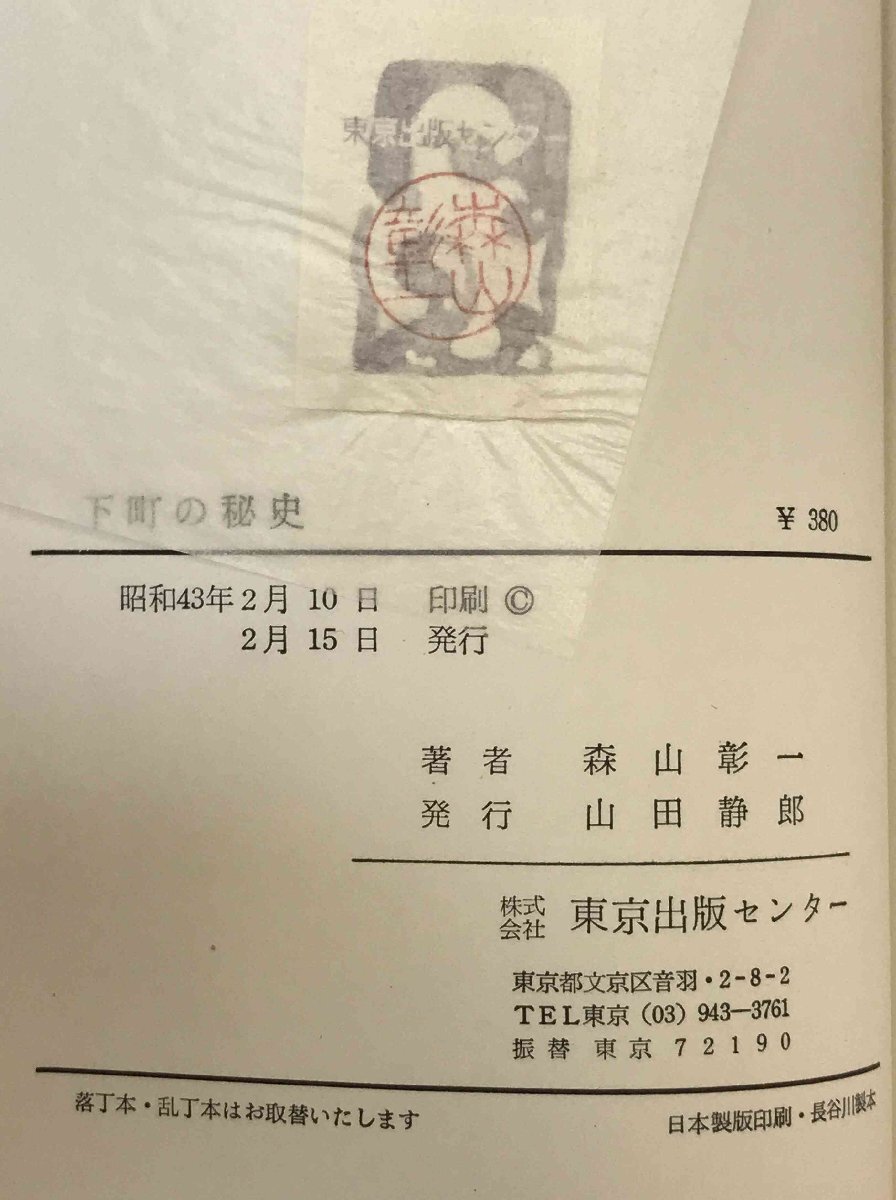 東京出版センター
森山
彰一
下町の秘史
¥ 380
昭和43年2月 10 日 印刷 ©
2月 15 日 発行
著者 森山彰一
発行 山田静郎
株式会社 東京出版センター
東京都文京区音羽・2-8-2
TEL東京 (03) 943—3761
振替 東京 72190
落丁本・乱丁本はお取替いたします
日本製版印刷・長谷川製本